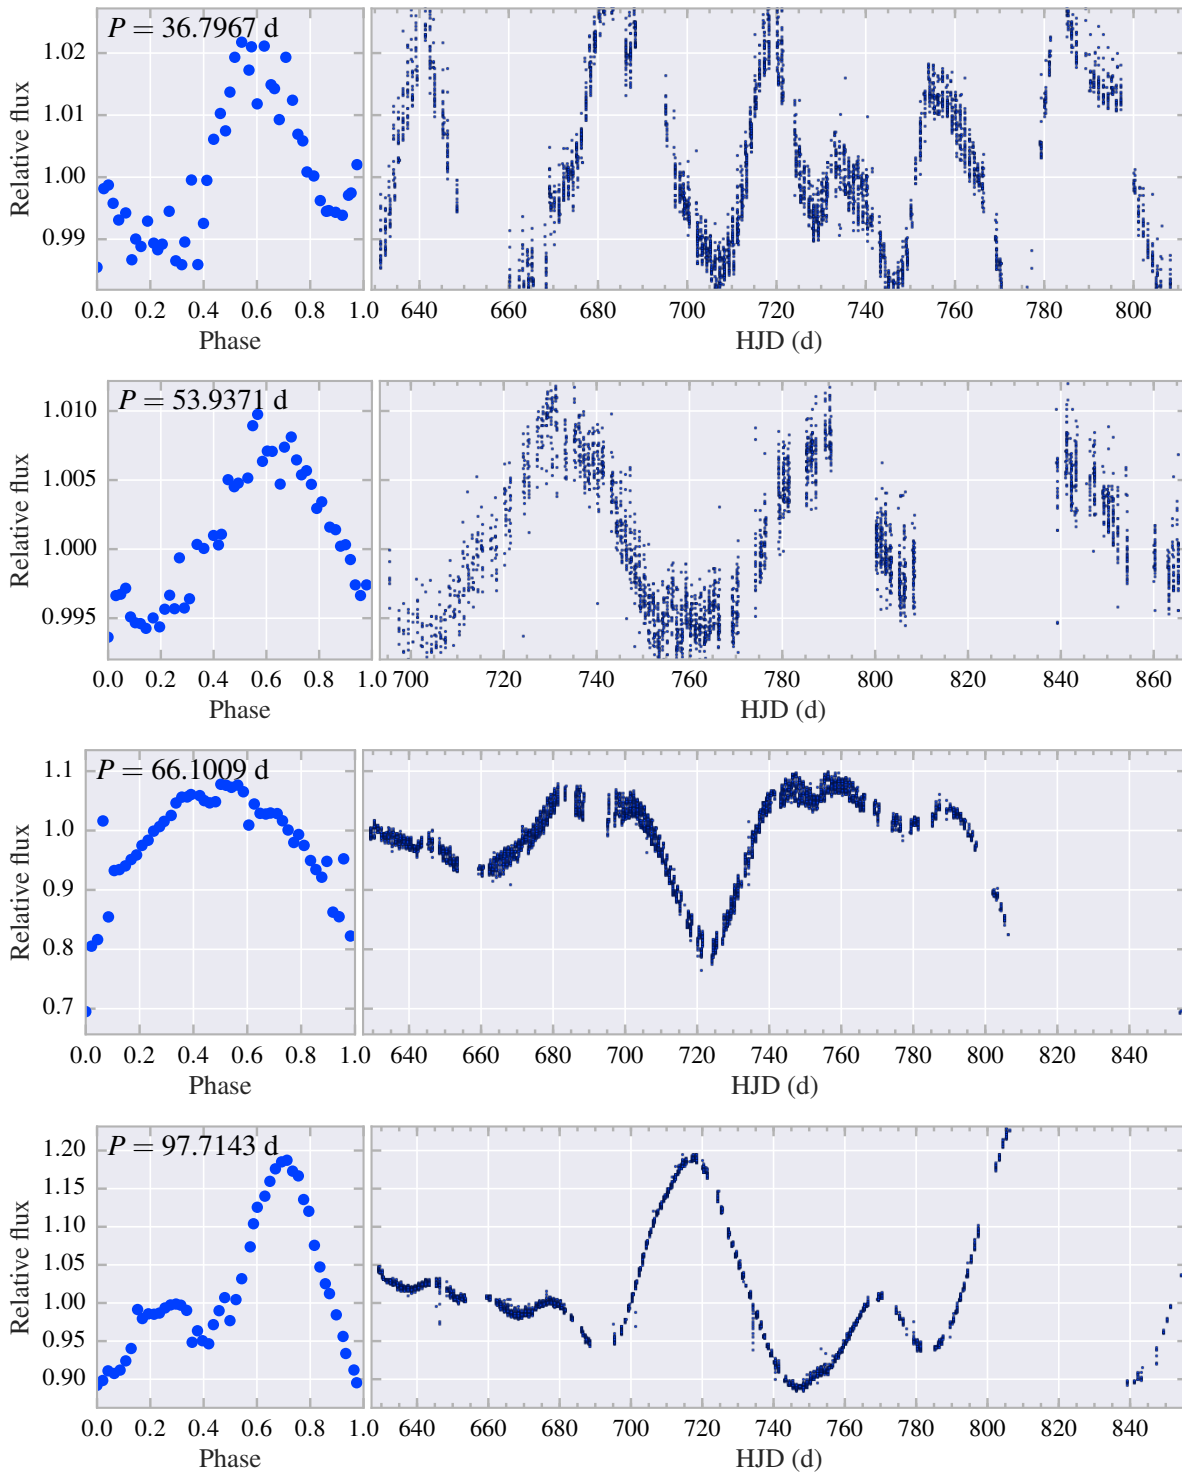 P = 36.7967 d
Relative flux
1.02
1.01
1.00
0.99
0.0 0.2 0.4 0.6 0.8 1.0
Phase
640 660 680 700 720 740 760 780 800
HJD (d)
P = 53.9371 d
Relative flux
1.010
1.005
1.000
0.995
0.0 0.2 0.4 0.6 0.8 1.0
Phase
700 720 740 760 780 800 820 840 860
HJD (d)
P = 66.1009 d
Relative flux
1.1
1.0
0.9
0.8
0.7
0.0 0.2 0.4 0.6 0.8 1.0
Phase
640 660 680 700 720 740 760 780 800 820 840
HJD (d)
P = 97.7143 d
Relative flux
1.20
1.15
1.10
1.05
1.00
0.95
0.90
0.0 0.2 0.4 0.6 0.8 1.0
Phase
640 660 680 700 720 740 760 780 800 820 840
HJD (d)